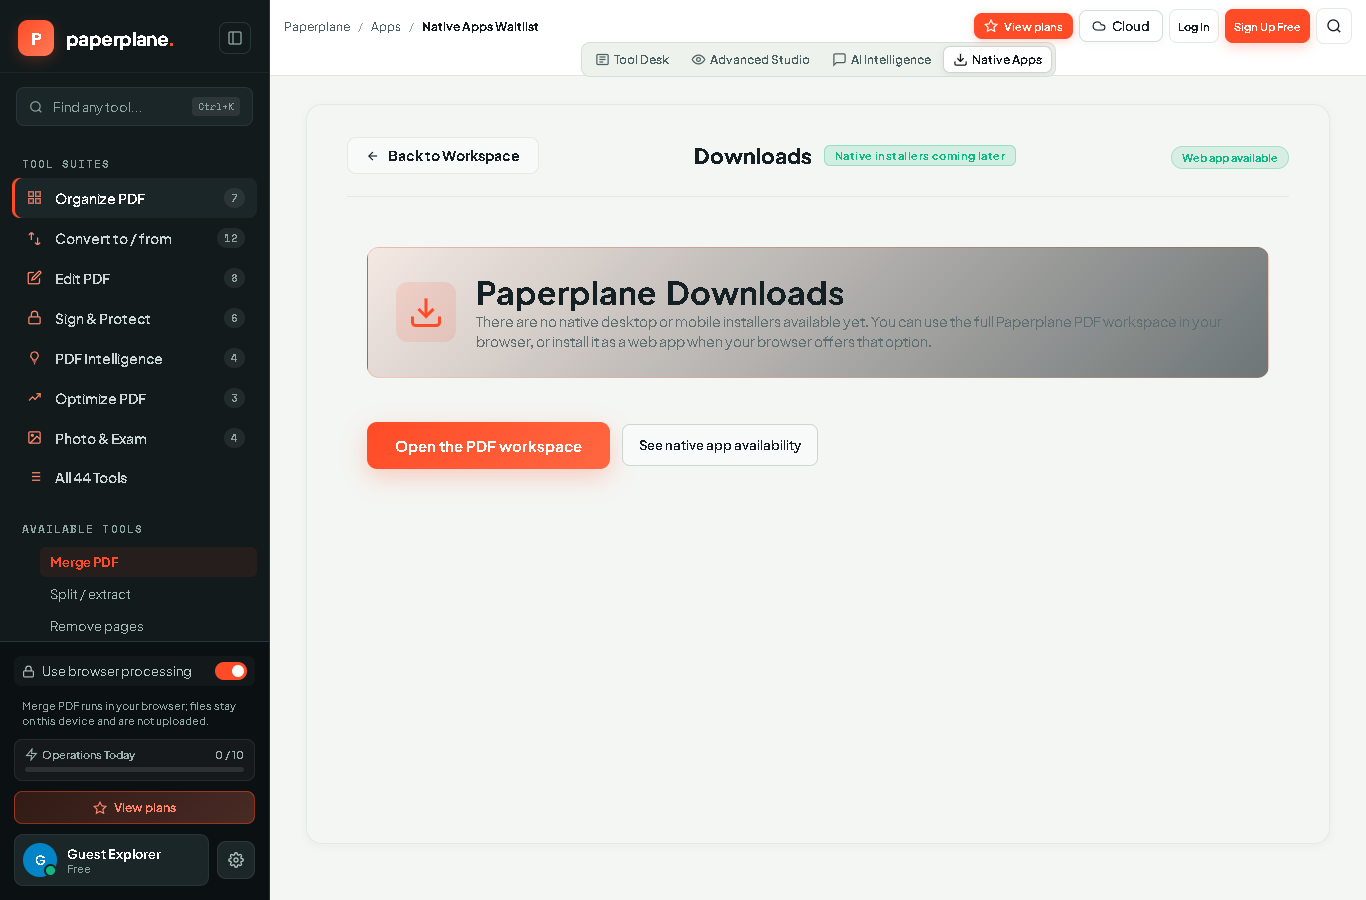 P
paperplane.
Find any tool...
Ctrl+K
TOOL SUITES
Organize PDF
7
Convert to / from
12
Edit PDF
8
Sign & Protect
6
PDF Intelligence
4
Optimize PDF
3
Photo & Exam
4
All 44 Tools
AVAILABLE TOOLS
Merge PDF
Split / extract
Remove pages
Use browser processing
Merge PDF runs in your browser; files stay
on this device and are not uploaded.
Operations Today
0 / 10
View plans
G
Guest Explorer
Free
Paperplane / Apps / Native Apps Waitlist
View plans
Cloud
Log In
Sign Up Free
Tool Desk
Advanced Studio
AI Intelligence
Native Apps
Back to Workspace
Downloads
Native installers coming later
Web app available
Paperplane Downloads
There are no native desktop or mobile installers available yet. You can use the full Paperplane PDF workspace in your
browser, or install it as a web app when your browser offers that option.
Open the PDF workspace
See native app availability